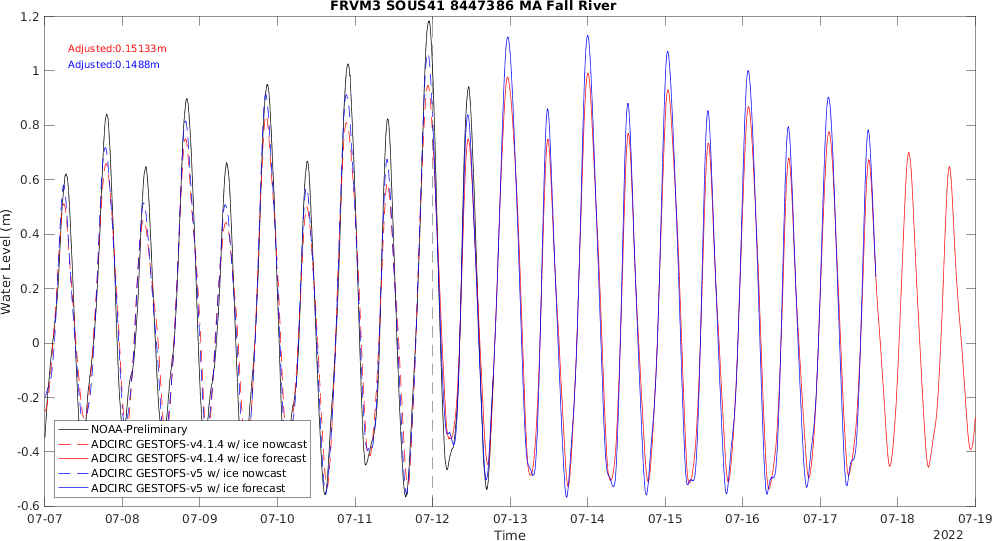 FRVM3 SOUS41 8447386 MA Fall River
Adjusted:0.15133m
Adjusted:0.1488m
1.2
1
0.8
0.6
0.4
0.2
0
-0.2
-0.4
-0.6
Water Level (m)
NOAA-Preliminary
ADCIRC GESTOFS-v4.1.4 w/ ice nowcast
ADCIRC GESTOFS-v4.1.4 w/ ice forecast
ADCIRC GESTOFS-v5 w/ ice nowcast
ADCIRC GESTOFS-v5 w/ ice forecast
07-07 07-08 07-09 07-10 07-11 07-12 07-13 07-14 07-15 07-16 07-17 07-18 07-19
Time
2022